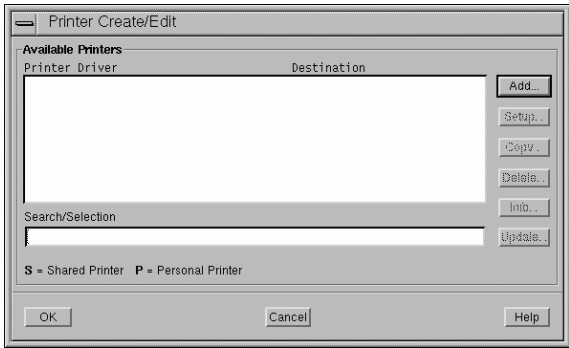 Printer Create/Edit
Available Printers
Printer Driver Destination
Add...
Setup..
Copy..
Delete..
Info..
Search/Selection
Update..
S = Shared Printer P = Personal Printer
OK Cancel Help